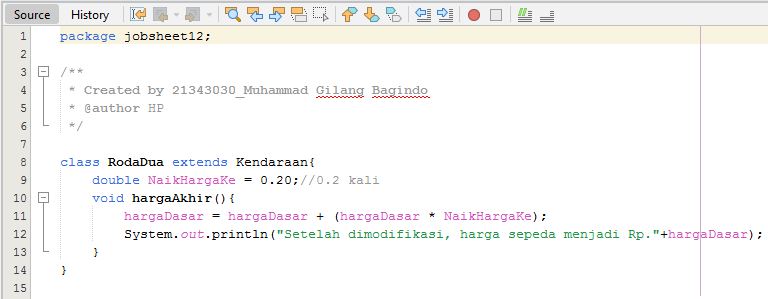 Source History
1 package jobsheet12;
2
3 /**
4 * Created by 21343030_Muhammad Gilang Bagindo
5 * @author HP
6 */
7
8 class RodaDua extends Kendaraan{
9 double NaikHargaKe = 0.20;//0.2 kali
10 void hargaAkhir(){
11 hargaDasar = hargaDasar + (hargaDasar * NaikHargaKe);
12 System.out.println("Setelah dimodifikasi, harga sepeda menjadi Rp."+hargaDasar);
13 }
14 }
15